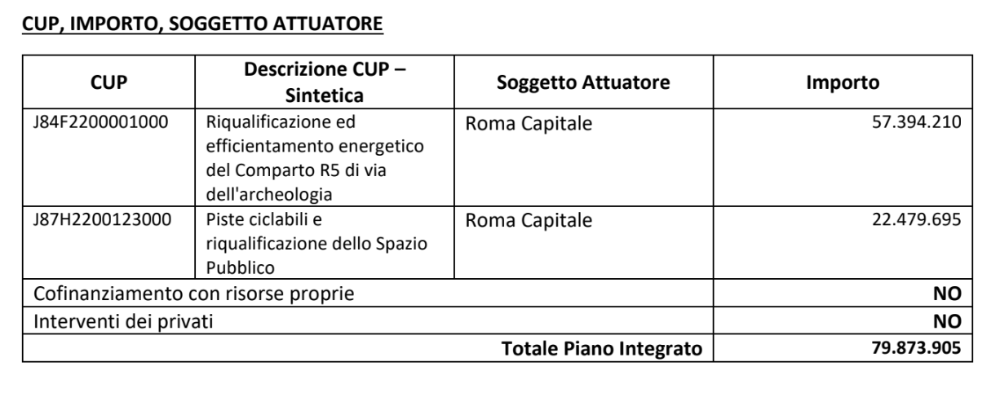 CUP, IMPORTO, SOGGETTO ATTUATORE
CUP
Descrizione CUP –
Sintetica
Soggetto Attuatore
Importo
J84F2200001000
Riqualificazione ed
efficientamento energetico
del Comparto R5 di via
dell'archeologia
Roma Capitale
57.394.210
J87H2200123000
Piste ciclabili e
riqualificazione dello Spazio
Pubblico
Roma Capitale
22.479.695
Cofinanziamento con risorse proprie
NO
Interventi dei privati
NO
Totale Piano Integrato
79.873.905